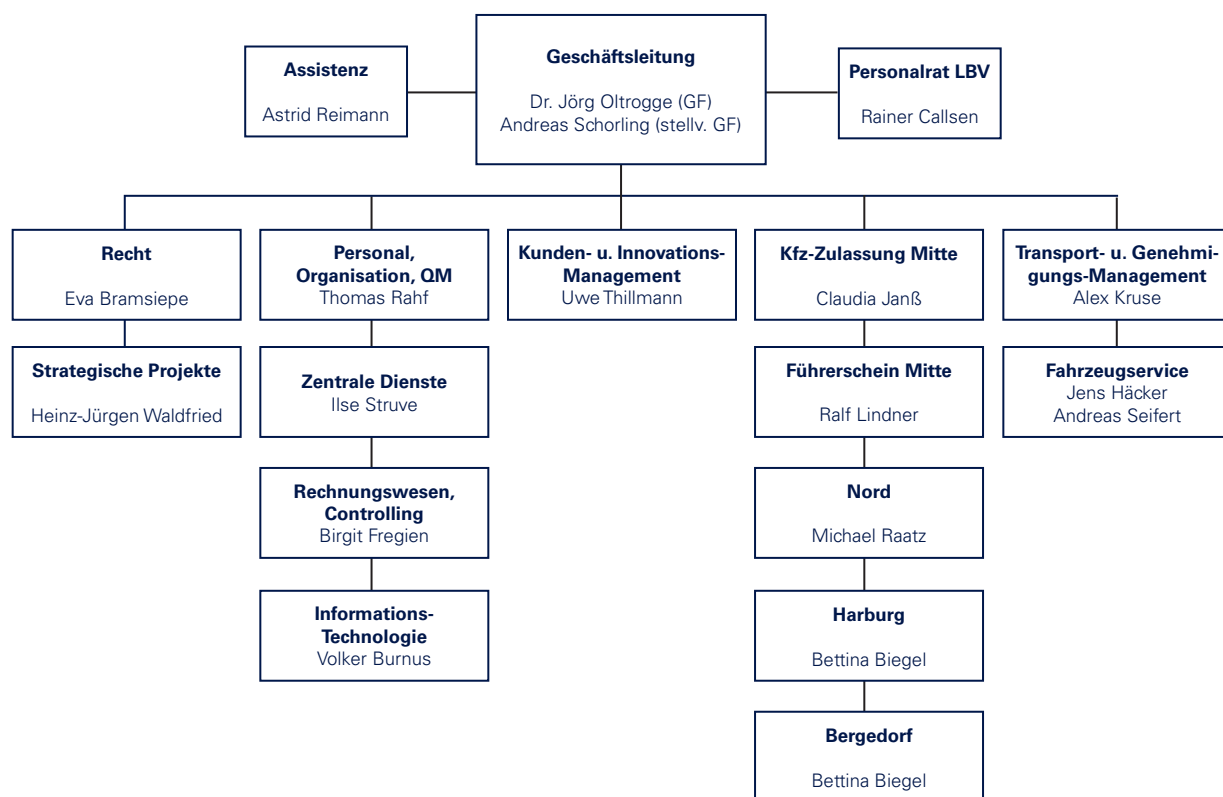 Geschäftsleitung
Dr. Jörg Oltrogge (GF)
Andreas Schorling (stellv. GF)
Assistenz
Astrid Reimann
Personalrat LBV
Rainer Callsen
Recht
Eva Bramsiepe
Strategische Projekte
Heinz-Jürgen Waldfried
Personal,
Organisation, QM
Thomas Rahf
Zentrale Dienste
Ilse Struve
Rechnungswesen,
Controlling
Birgit Fregien
Informations-
Technologie
Volker Burnus
Kunden- u. Innovations-
Management
Uwe Thillmann
Kfz-Zulassung Mitte
Claudia Janß
Führerschein Mitte
Ralf Lindner
Nord
Michael Raatz
Harburg
Bettina Biegel
Bergedorf
Bettina Biegel
Transport- u. Genehmi-
gungs-Management
Alex Kruse
Fahrzeugservice
Jens Häcker
Andreas Seifert